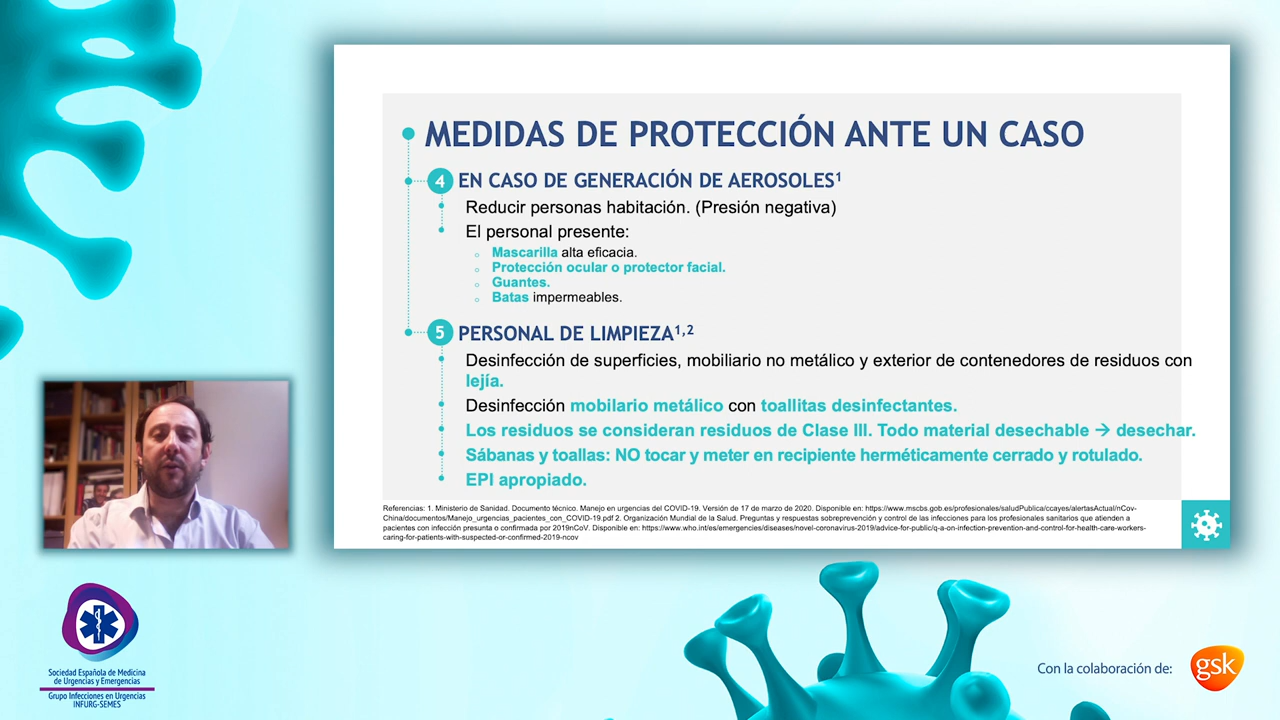 MEDIDAS DE PROTECCIÓN ANTE UN CASO
4 EN CASO DE GENERACIÓN DE AEROSOLES¹
Reducir personas habitación. (Presión negativa)
El personal presente:
Mascarilla alta eficacia.
Protección ocular o protector facial.
Guantes.
Batas impermeables.
5 PERSONAL DE LIMPIEZA¹,²
Desinfección de superficies, mobiliario no metálico y exterior de contenedores de residuos con
lejía.
Desinfección mobilario metálico con toallitas desinfectantes.
Los residuos se consideran residuos de Clase III. Todo material desechable → desechar.
Sábanas y toallas: NO tocar y meter en recipiente herméticamente cerrado y rotulado.
EPI apropiado.
Referencias: 1. Ministerio de Sanidad. Documento técnico. Manejo en urgencias del COVID-19. Versión de 17 de marzo de 2020. Disponible en: https://www.mscbs.gob.es/profesionales/saludPublica/ccayes/alertasActual/nCov-
China/documentos/Manejo_urgencias_pacientes_con_COVID-19.pdf 2. Organización Mundial de la Salud. Preguntas y respuestas sobreprevención y control de las infecciones para los profesionales sanitarios que atienden a
pacientes con infección presunta o confirmada por 2019nCoV. Disponible en: https://www.who.int/es/emergencies/diseases/novel-coronavirus-2019/advice-for-public/q-a-on-infection-prevention-and-control-for-health-care-workers-
caring-for-patients-with-suspected-or-confirmed-2019-ncov
Sociedad Española de Medicina
de Urgencias y Emergencias
Grupo Infecciones en Urgencias
INFURG-SEMES
Con la colaboración de:
gsk